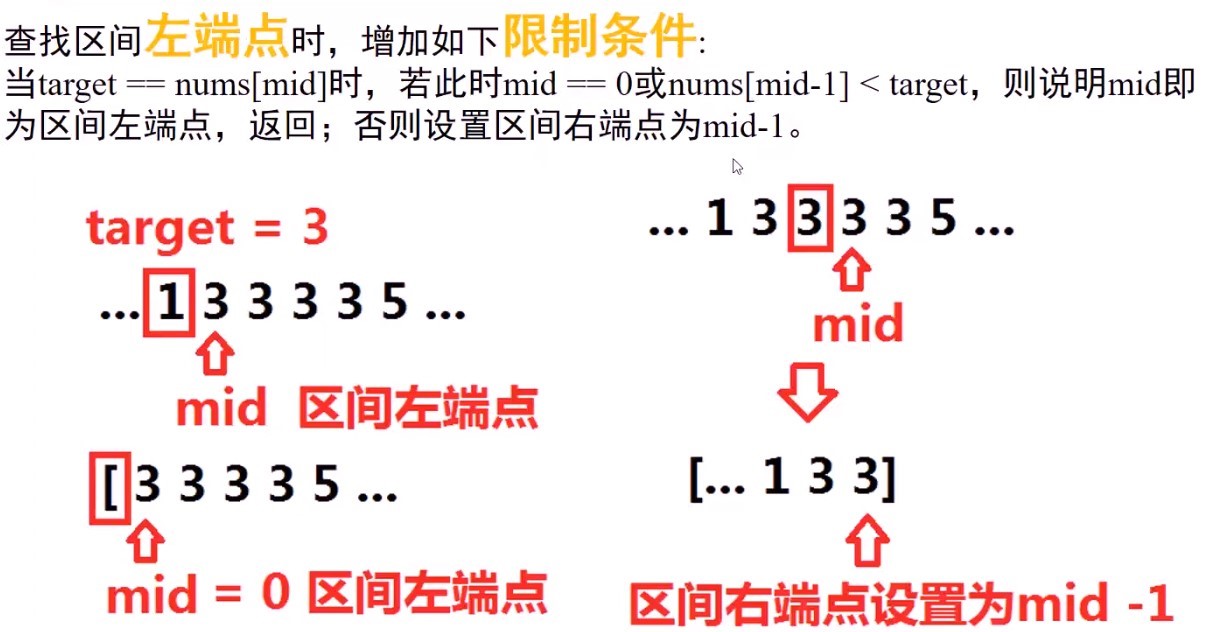 查找区间左端点时，增加如下限制条件:
当target == nums[mid]时，若此时mid == 0或nums[mid-1] < target，则说明mid即
为区间左端点，返回；否则设置区间右端点为mid-1。
target = 3
... 1 3 3 3 3 5 ...
mid 区间左端点
[ 3 3 3 3 5 ...
mid = 0 区间左端点
... 1 3 3 3 3 5 ...
mid
[... 1 3 3]
区间右端点设置为mid -1